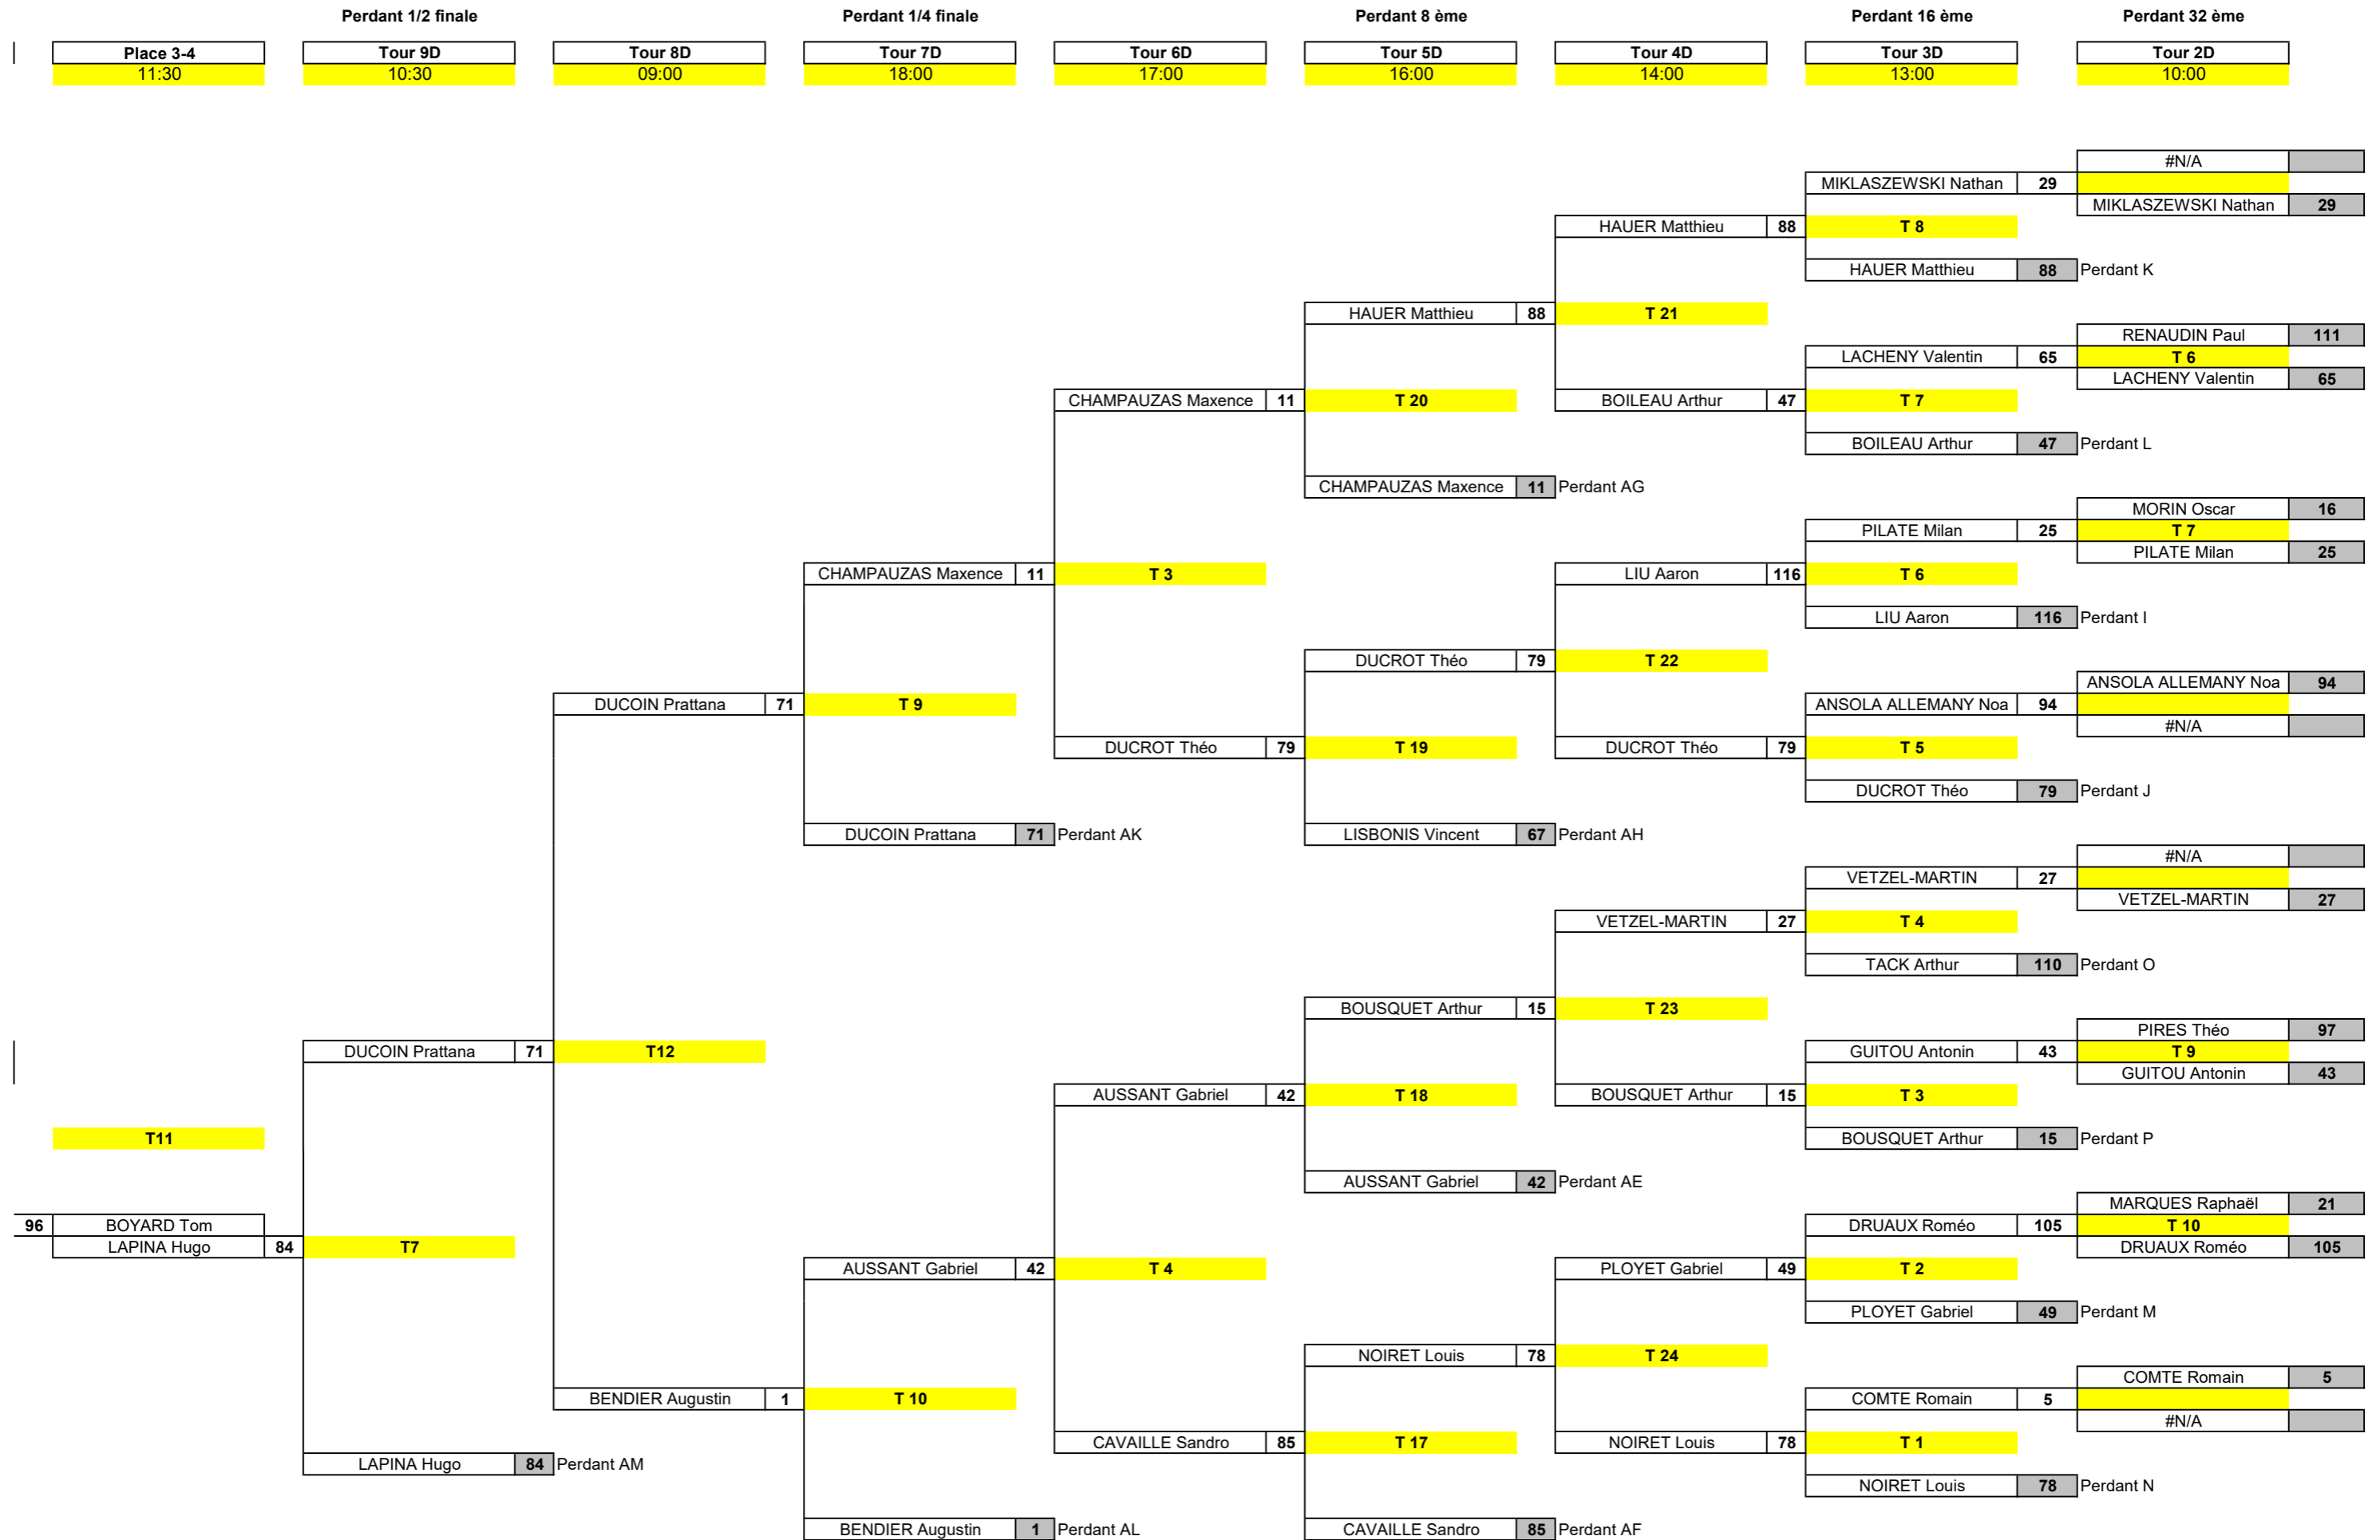 Perdant 1/2 finale Perdant 1/4 finale Perdant 8 ème Perdant 16 ème Perdant 32 ème
Place 3-4 Tour 9D Tour 8D Tour 7D Tour 6D Tour 5D Tour 4D Tour 3D Tour 2D
11:30 10:30 09:00 18:00 17:00 16:00 14:00 13:00 10:00
#N/A
MIKLASZEWSKI Nathan 29
MIKLASZEWSKI Nathan 29
HAUER Matthieu 88 T 8
HAUER Matthieu 88 Perdant K
HAUER Matthieu 88 T 21
RENAUDIN Paul 111
LACHENY Valentin 65 T 6
LACHENY Valentin 65
CHAMPAUZAS Maxence 11 T 20 BOILEAU Arthur 47 T 7
BOILEAU Arthur 47 Perdant L
CHAMPAUZAS Maxence 11 Perdant AG
MORIN Oscar 16
PILATE Milan 25 T 7
PILATE Milan 25
CHAMPAUZAS Maxence 11 T 3 LIU Aaron 116 T 6
LIU Aaron 116 Perdant I
DUCROT Théo 79 T 22
ANSOLA ALLEMANY Noa 94
DUCOIN Prattana 71 T 9 ANSOLA ALLEMANY Noa 94
#N/A
DUCROT Théo 79 T 19 DUCROT Théo 79 T 5
DUCROT Théo 79 Perdant J
DUCOIN Prattana 71 Perdant AK LISBONIS Vincent 67 Perdant AH
#N/A
VETZEL-MARTIN 27
VETZEL-MARTIN 27
VETZEL-MARTIN 27 T 4
TACK Arthur 110 Perdant O
BOUSQUET Arthur 15 T 23
PIRES Théo 97
DUCOIN Prattana 71 T12 GUITOU Antonin 43 T 9
GUITOU Antonin 43
AUSSANT Gabriel 42 T 18 BOUSQUET Arthur 15 T 3
T11 BOUSQUET Arthur 15 Perdant P
AUSSANT Gabriel 42 Perdant AE
MARQUES Raphaël 21
96 BOYARD Tom DRUAUX Roméo 105 T 10
LAPINA Hugo 84 T7 DRUAUX Roméo 105
AUSSANT Gabriel 42 T 4 PLOYET Gabriel 49 T 2
PLOYET Gabriel 49 Perdant M
NOIRET Louis 78 T 24
COMTE Romain 5
BENDIER Augustin 1 T 10 COMTE Romain 5
#N/A
CAVAILLE Sandro 85 T 17 NOIRET Louis 78 T 1
LAPINA Hugo 84 Perdant AM
NOIRET Louis 78 Perdant N
BENDIER Augustin 1 Perdant AL CAVAILLE Sandro 85 Perdant AF